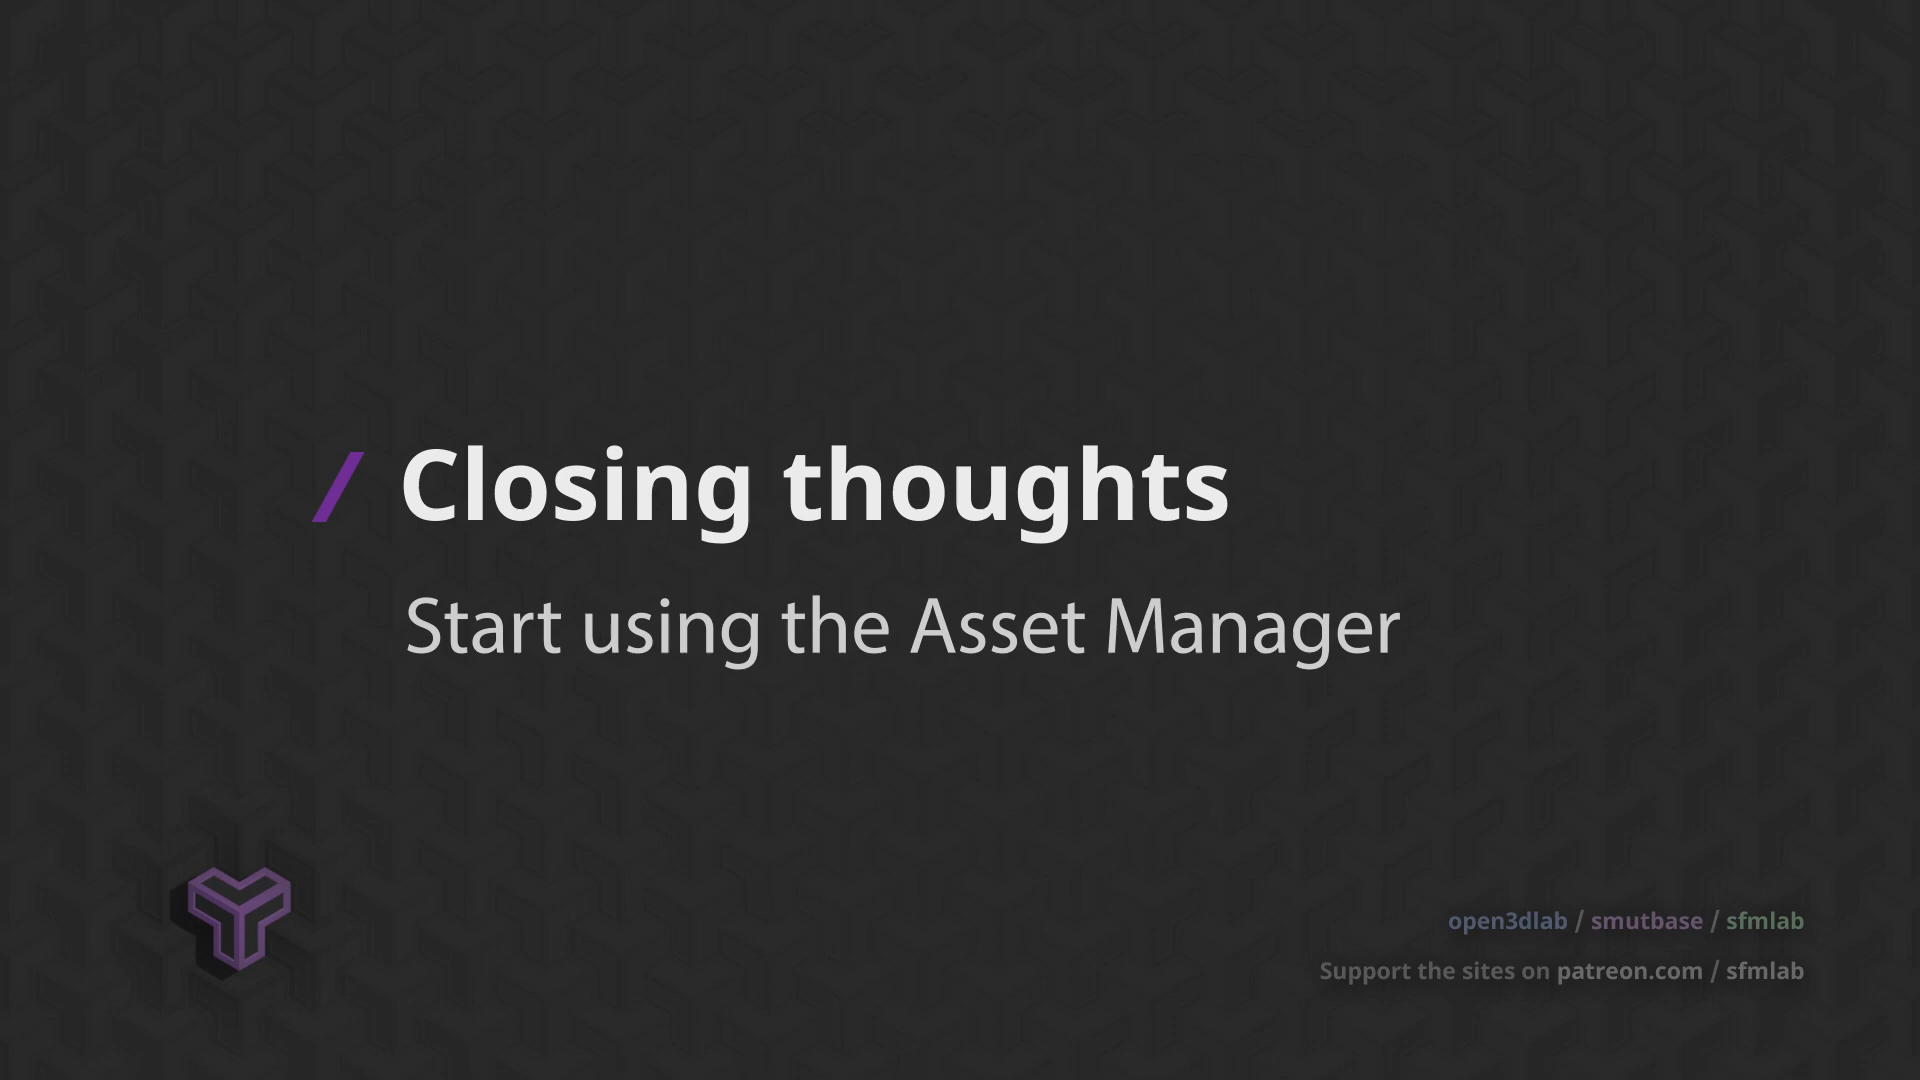 / Closing thoughts
Start using the Asset Manager
open3dlab / smutbase / sfmlab
Support the sites on patreon.com / sfmlab